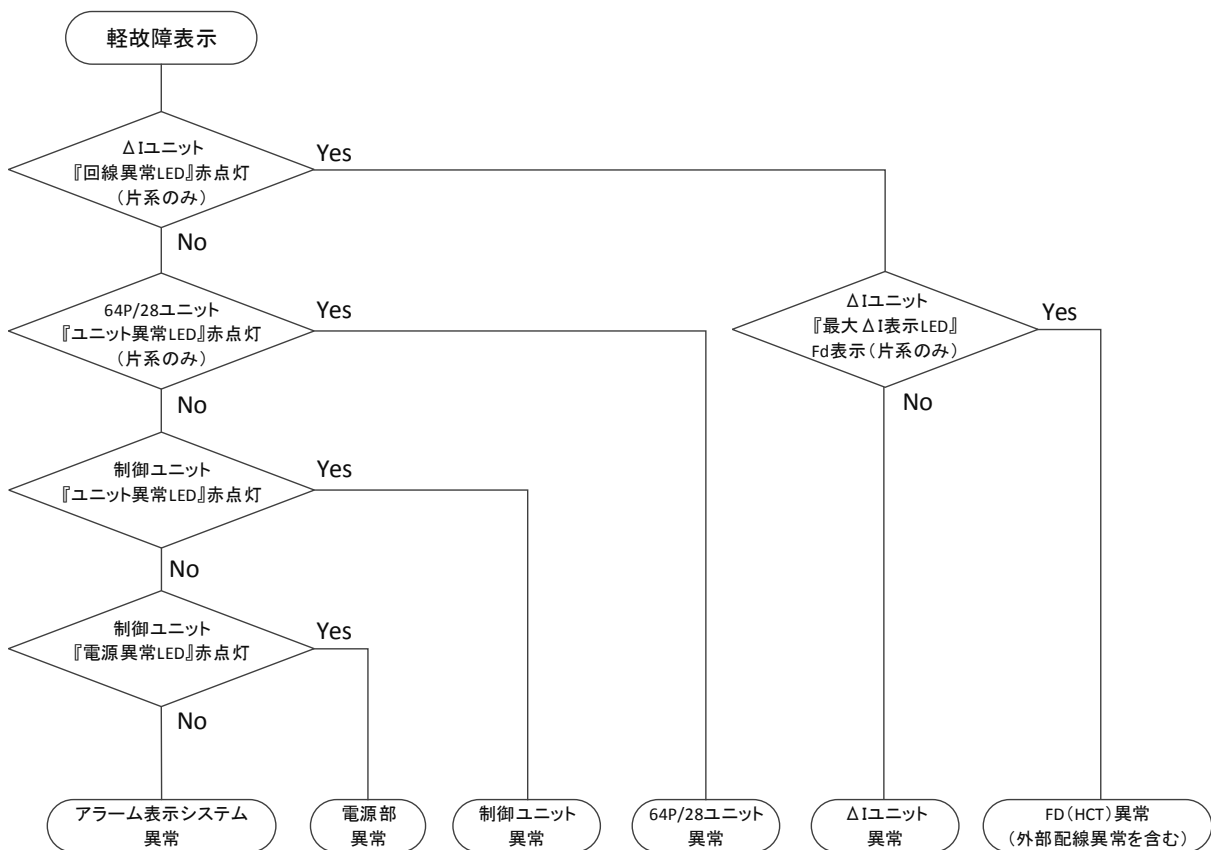 軽故障表示
ΔIユニット
『回線異常LED』赤点灯
(片系のみ)
Yes
No
64P/28ユニット
『ユニット異常LED』赤点灯
(片系のみ)
Yes
ΔIユニット
『最大ΔI表示LED』
Fd表示(片系のみ)
Yes
No
No
制御ユニット
『ユニット異常LED』赤点灯
Yes
No
制御ユニット
『電源異常LED』赤点灯
Yes
No
アラーム表示システム
異常
電源部
異常
制御ユニット
異常
64P/28ユニット
異常
ΔIユニット
異常
FD(HCT)異常
(外部配線異常を含む)